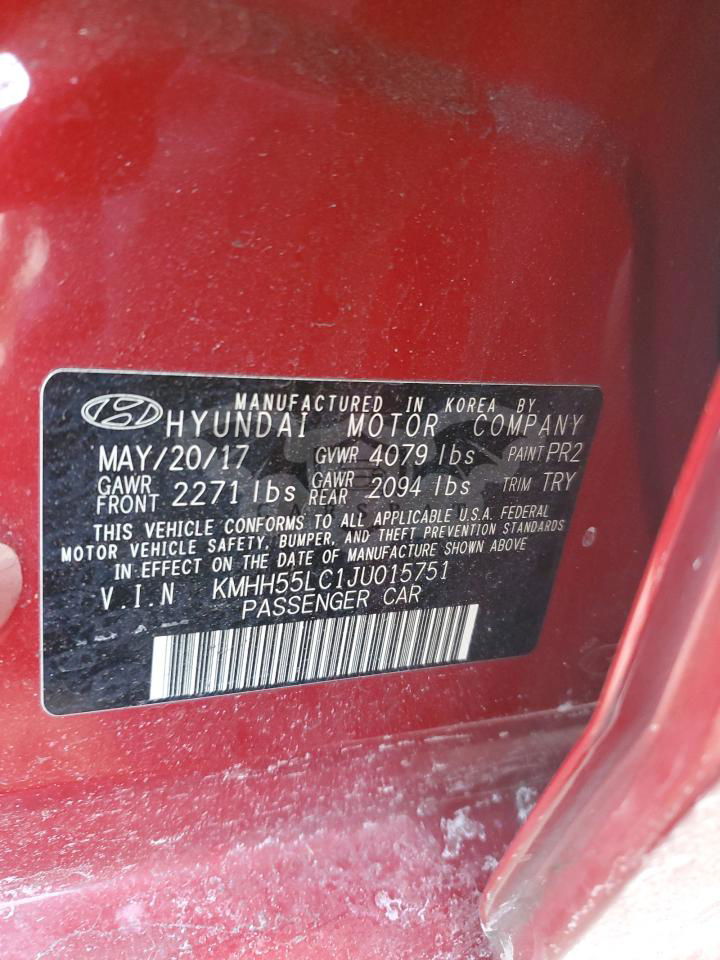 MANUFACTURED IN KOREA BY
HYUNDAI MOTOR COMPANY
MAY/20/17 GVWR 4079 lbs PAINT PR2
GAWR FRONT 2271 lbs GAWR REAR 2094 lbs TRIM TRY
THIS VEHICLE CONFORMS TO ALL APPLICABLE U.S.A. FEDERAL
MOTOR VEHICLE SAFETY, BUMPER, AND THEFT PREVENTION STANDARDS
IN EFFECT ON THE DATE OF MANUFACTURE SHOWN ABOVE
V.I.N KMHH55LC1JU015751
PASSENGER CAR